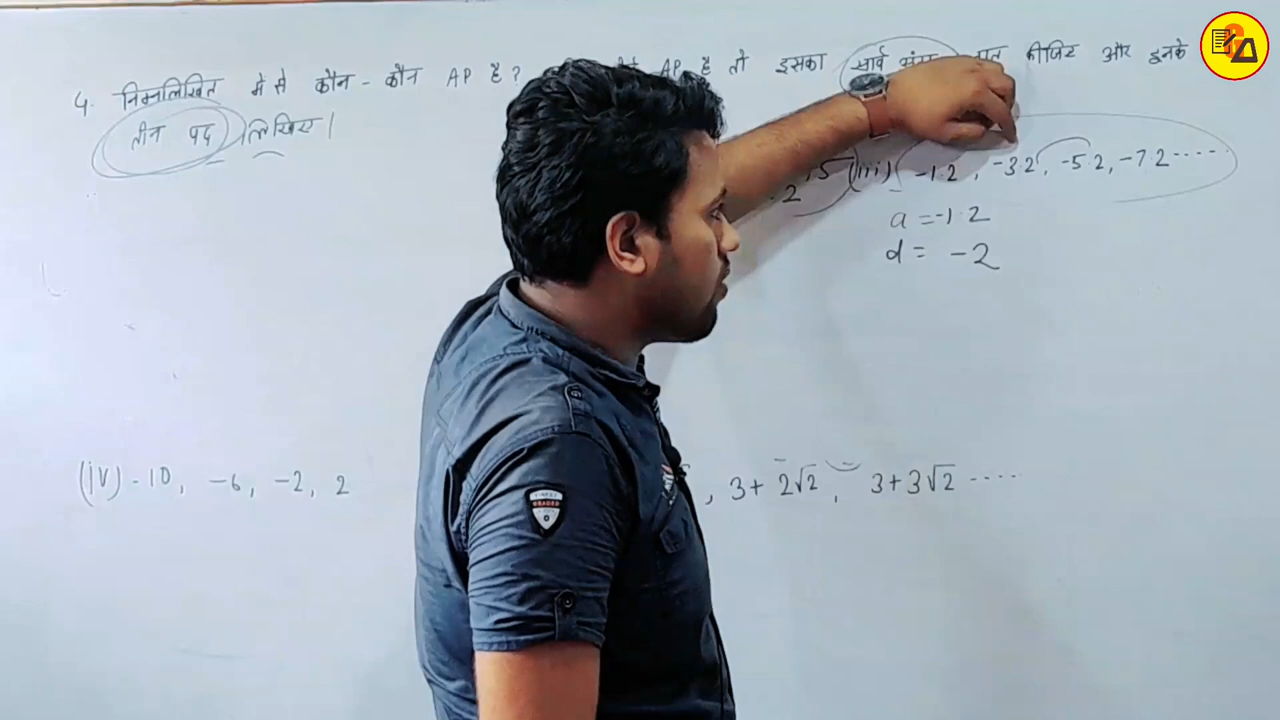 4. निम्नलिखित में से कौन - कौन AP है? AP है तो इसका सार्व कीजिए और इनके
तीन पद लिखिए।
(iii) -1.2, -3.2, -5.2, -7.2 ....
a = -1.2
d = -2
(iv) -10, -6, -2, 2
, 3+ 2√2, 3+3√2 ....